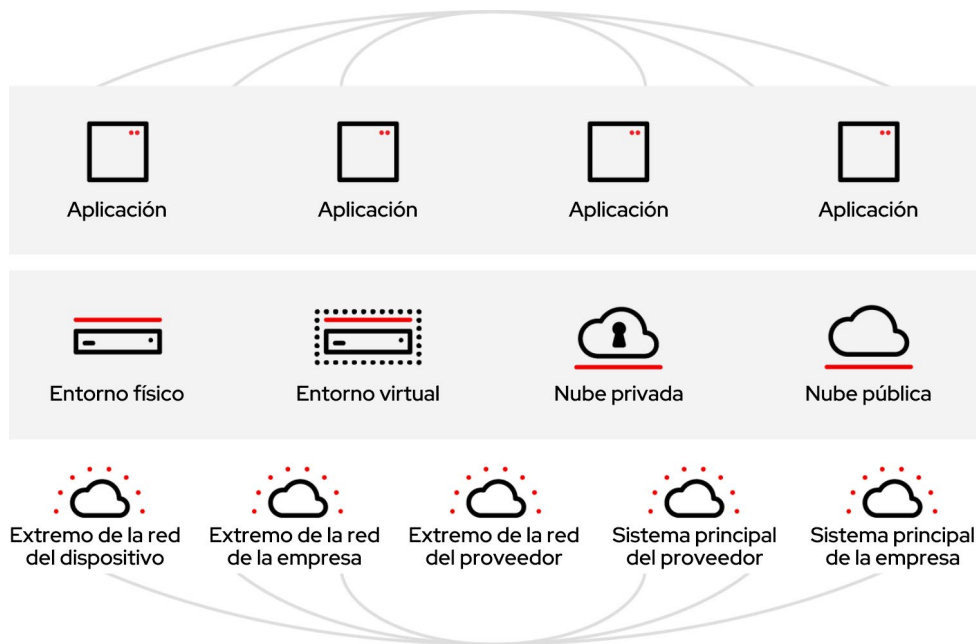 Aplicación
Aplicación
Aplicación
Aplicación
Entorno físico
Entorno virtual
Nube privada
Nube pública
Extremo de la red
del dispositivo
Extremo de la red
de la empresa
Extremo de la red
del proveedor
Sistema principal
del proveedor
Sistema principal
de la empresa